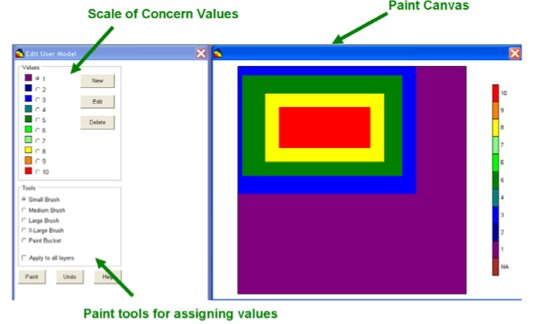 Scale of Concern Values
Paint Canvas
Edit User Model
Values
1
2
3
4
5
6
7
8
9
10
New
Edit
Delete
Tools
Small Brush
Medium Brush
Large Brush
X-Large Brush
Paint Bucket
Apply to all layers
Paint
Undo
Help
10
9
8
7
6
5
4
3
2
1
NA
Paint tools for assigning values